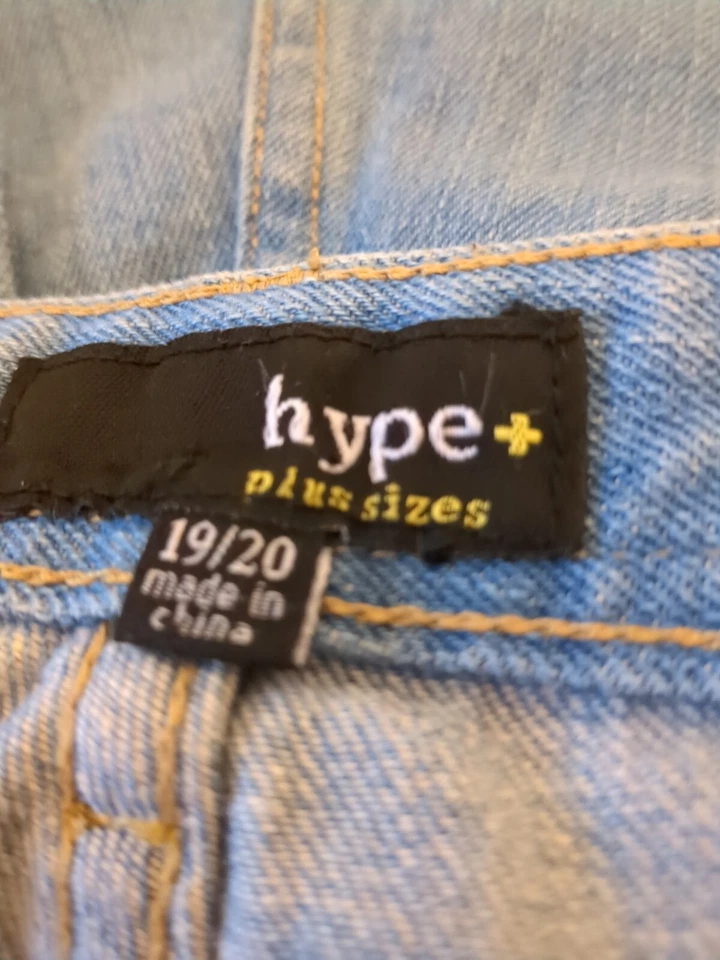 hype+
plus sizes
19/20
made in
china